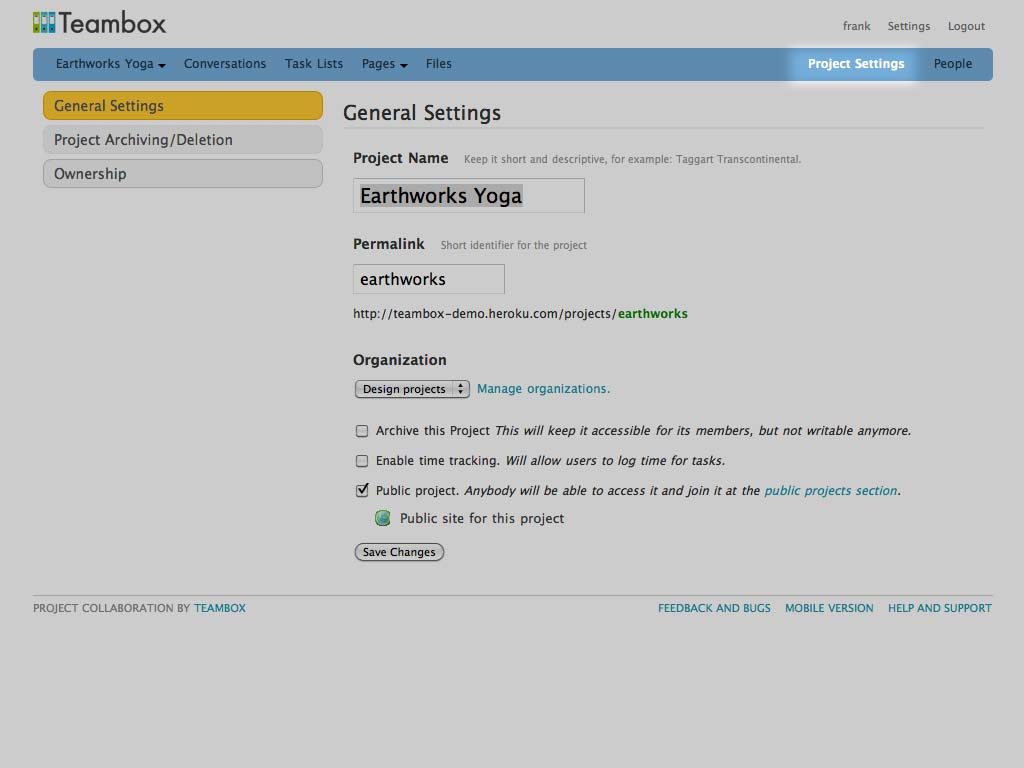 Teambox
frank Settings Logout
Earthworks Yoga Conversations Task Lists Pages Files Project Settings People
General Settings
Project Archiving/Deletion
Ownership
General Settings
Project Name Keep it short and descriptive, for example: Taggart Transcontinental.
Earthworks Yoga
Permalink Short identifier for the project
earthworks
http://teambox-demo.heroku.com/projects/earthworks
Organization
Design projects Manage organizations.
Archive this Project This will keep it accessible for its members, but not writable anymore.
Enable time tracking. Will allow users to log time for tasks.
Public project. Anybody will be able to access it and join it at the public projects section.
Public site for this project
Save Changes
PROJECT COLLABORATION BY TEAMBOX FEEDBACK AND BUGS MOBILE VERSION HELP AND SUPPORT